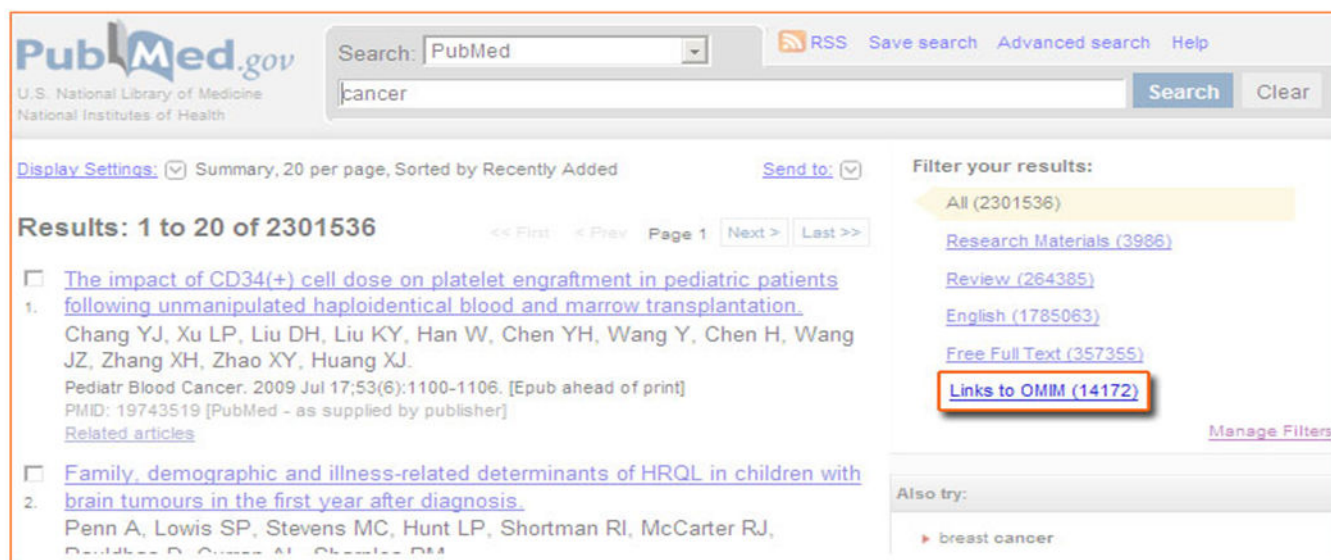 PubMed.gov
U.S. National Library of Medicine
National Institutes of Health
Search: PubMed
RSS Save search Advanced search Help
cancer
Search Clear
Display Settings: Summary, 20 per page, Sorted by Recently Added
Send to:
Results: 1 to 20 of 2301536
<< First < Prev Page 1 Next > Last >>
1. The impact of CD34(+) cell dose on platelet engraftment in pediatric patients
following unmanipulated haploidentical blood and marrow transplantation.
Chang YJ, Xu LP, Liu DH, Liu KY, Han W, Chen YH, Wang Y, Chen H, Wang
JZ, Zhang XH, Zhao XY, Huang XJ.
Pediatr Blood Cancer. 2009 Jul 17;53(6):1100-1106. [Epub ahead of print]
PMID: 19743519 [PubMed - as supplied by publisher]
Related articles
2. Family, demographic and illness-related determinants of HRQL in children with
brain tumours in the first year after diagnosis.
Penn A, Lowis SP, Stevens MC, Hunt LP, Shortman RI, McCarter RJ,
Filter your results:
All (2301536)
Research Materials (3986)
Review (264385)
English (1785063)
Free Full Text (357355)
Links to OMIM (14172)
Manage Filters
Also try:
breast cancer